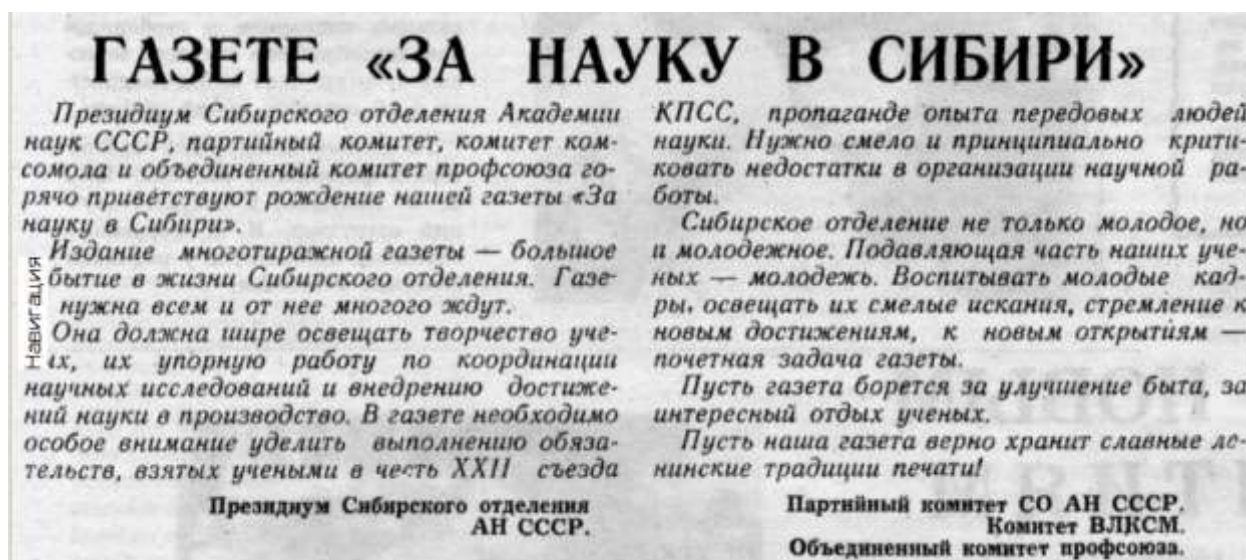 ГАЗЕТЕ «ЗА НАУКУ В СИБИРИ»
Президиум Сибирского отделения Академии
наук СССР, партийный комитет, комитет ком-
сомола и объединенный комитет профсоюза го-
рячо приветствуют рождение нашей газеты «За
науку в Сибири».
Издание многотиражной газеты — большое
бытие в жизни Сибирского отделения. Газе-
нужна всем и от нее многого ждут.
Она должна шире освещать творчество уче-
ых, их упорную работу по координации
научных исследований и внедрению достиже-
ний науки в производство. В газете необходимо
особое внимание уделить выполнению обяза-
тельств, взятых учеными в честь XXII съезда
КПСС, пропаганде опыта передовых людей
науки. Нужно смело и принципиально крити-
ковать недостатки в организации научной ра-
боты.
Сибирское отделение не только молодое, но
и молодежное. Подавляющая часть наших уче-
ных — молодежь. Воспитывать молодые кад-
ры, освещать их смелые искания, стремление к
новым достижениям, к новым открытиям —
почетная задача газеты.
Пусть газета борется за улучшение быта, за
интересный отдых ученых.
Пусть наша газета верно хранит славные ле-
нинские традиции печати!
Президиум Сибирского отделения
АН СССР.
Партийный комитет СО АН СССР.
Комитет ВЛКСМ.
Объединенный комитет профсоюза.
Навигация